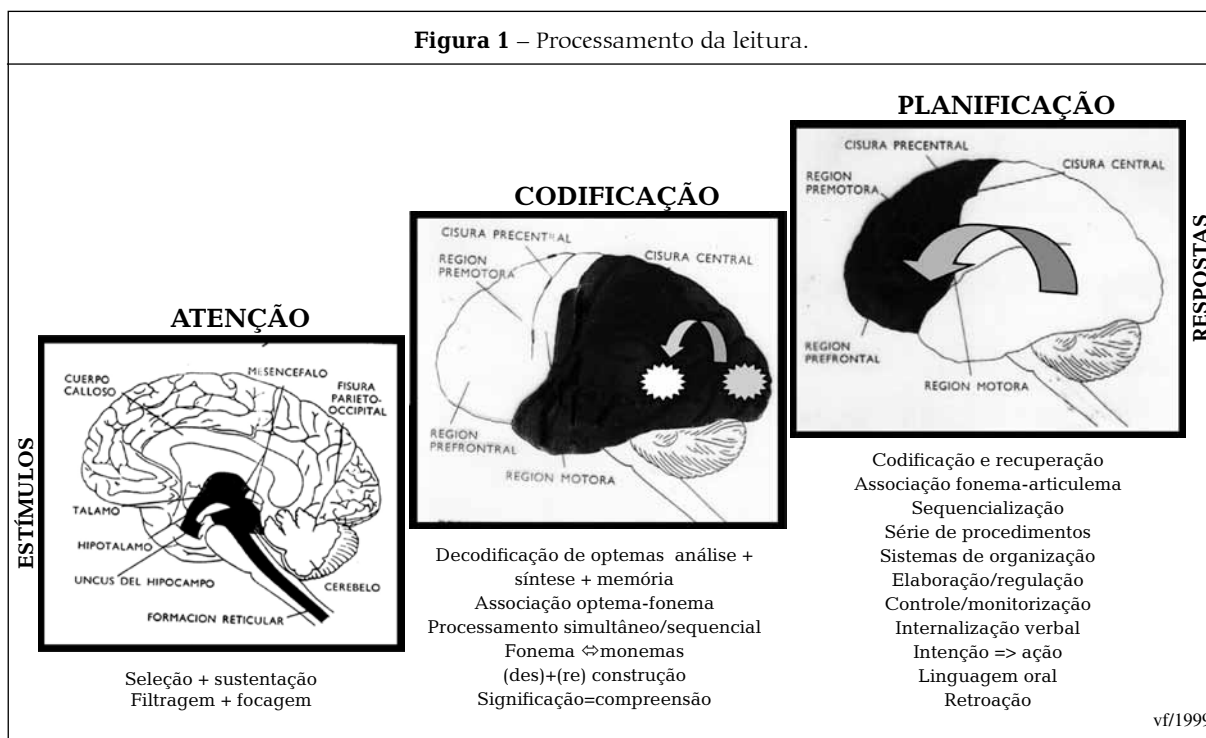 Figura 1 – Processamento da leitura.
ESTÍMULOS
ATENÇÃO
CUERPO
CALLOSO
MESENCEFALO
FISURA
PARIETO-
OCCIPITAL
TALAMO
HIPOTALAMO
UNCUS DEL HIPOCAMPO
CEREBELO
FORMACION RETICULAR
Seleção + sustentação
Filtragem + focagem
CODIFICAÇÃO
CISURA PRECENTRAL
REGION
PREMOTORA
CISURA CENTRAL
REGION
PREFRONTRAL
REGION MOTORA
Decodificação de optemas análise +
síntese + memória
Associação optema-fonema
Processamento simultâneo/sequencial
Fonema ⇔monemas
(des)+(re) construção
Significação=compreensão
PLANIFICAÇÃO
CISURA PRECENTRAL
CISURA CENTRAL
REGION
PREMOTORA
REGION
PREFRONTAL
REGION MOTORA
Codificação e recuperação
Associação fonema-articulema
Sequencialização
Série de procedimentos
Sistemas de organização
Elaboração/regulação
Controle/monitorização
Internalização verbal
Intenção => ação
Linguagem oral
Retroação
RESPOSTAS
vf/1999